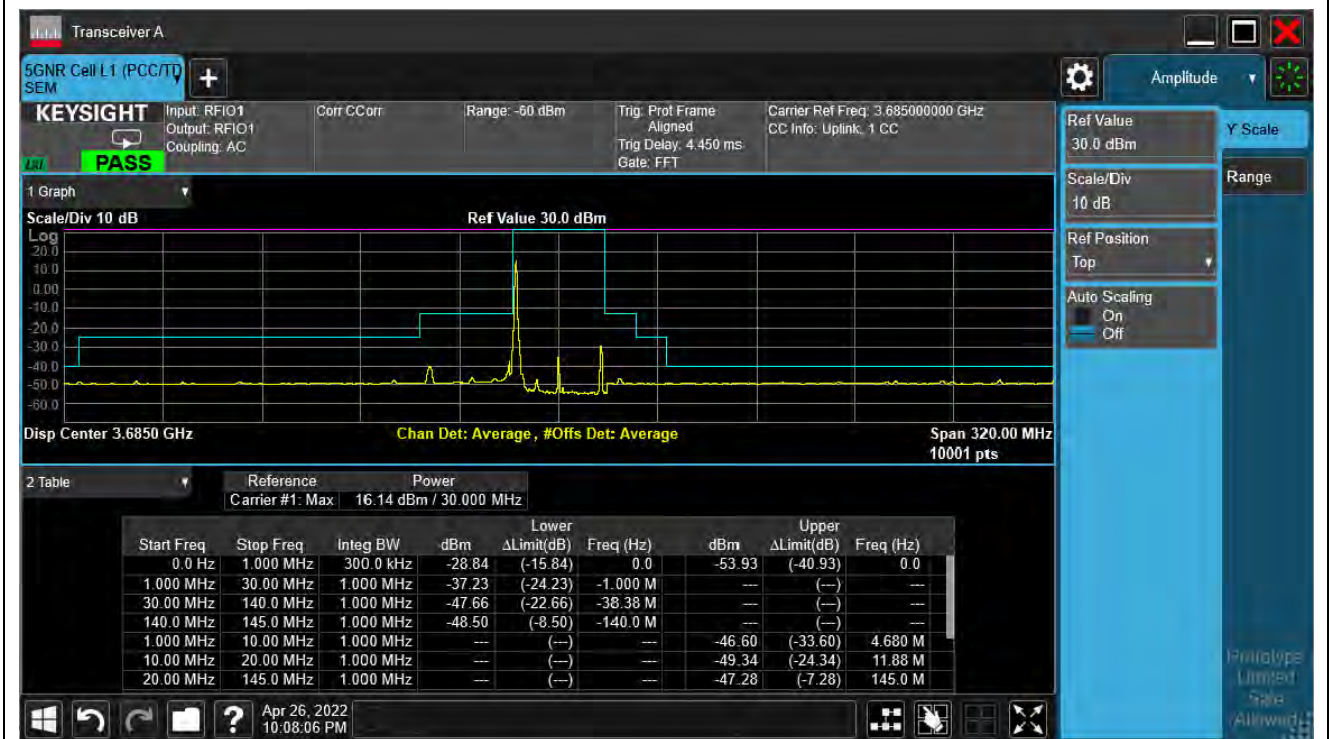 Transceiver A
5GNR Cell L1 (PCC/TD
SEM
+
Amplitude
KEYSIGHT
PASS
Input: RFIO1
Output: RFIO1
Coupling: AC
Corr CCorr
Range: -60 dBm
Trig: Prot Frame
Aligned
Trig Delay: 4.450 ms
Gate: FFT
Carrier Ref Freq: 3.685000000 GHz
CC Info: Uplink, 1 CC
Ref Value
30.0 dBm
Y Scale
Scale/Div
10 dB
Range
Ref Position
Top
Auto Scaling
On
Off
1 Graph
Scale/Div 10 dB
Ref Value 30.0 dBm
Log
20.0
10.0
0.00
-10.0
-20.0
-30.0
-40.0
-50.0
-60.0
Disp Center 3.6850 GHz
Chan Det: Average , #Offs Det: Average
Span 320.00 MHz
10001 pts
2 Table
Reference Power
Carrier #1: Max 16.14 dBm / 30.000 MHz
Lower Upper
Start Freq Stop Freq Integ BW dBm ΔLimit(dB) Freq (Hz) dBm ΔLimit(dB) Freq (Hz)
0.0 Hz 1.000 MHz 300.0 kHz -28.84 (-15.84) 0.0 -53.93 (-40.93) 0.0
1.000 MHz 30.00 MHz 1.000 MHz -37.23 (-24.23) -1.000 M --- (---) ---
30.00 MHz 140.0 MHz 1.000 MHz -47.66 (-22.66) -38.38 M --- (---) ---
140.0 MHz 145.0 MHz 1.000 MHz -48.50 (-8.50) -140.0 M --- (---) ---
1.000 MHz 10.00 MHz 1.000 MHz --- (---) --- -46.60 (-33.60) 4.680 M
10.00 MHz 20.00 MHz 1.000 MHz --- (---) --- -49.34 (-24.34) 11.88 M
20.00 MHz 145.0 MHz 1.000 MHz --- (---) --- -47.28 (-7.28) 145.0 M
Prototype
Limited
Sale
Allowed
?
Apr 26, 2022
10:08:06 PM